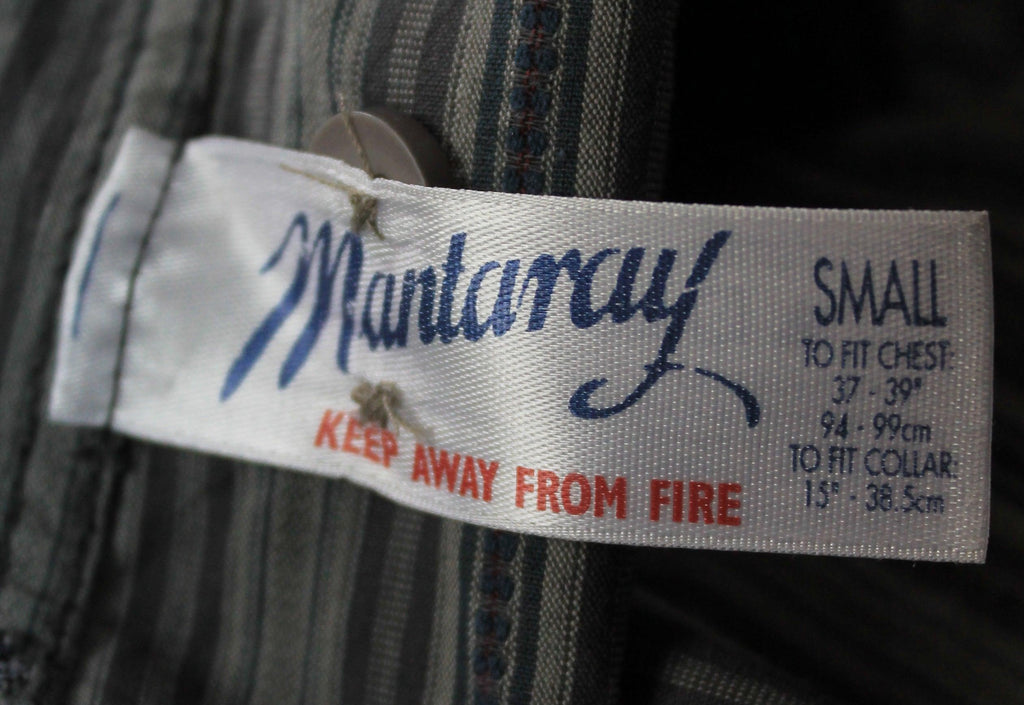 Mantaray
KEEP AWAY FROM FIRE
SMALL
TO FIT CHEST:
37 - 39"
94 - 99cm
TO FIT COLLAR:
15" - 38.5cm